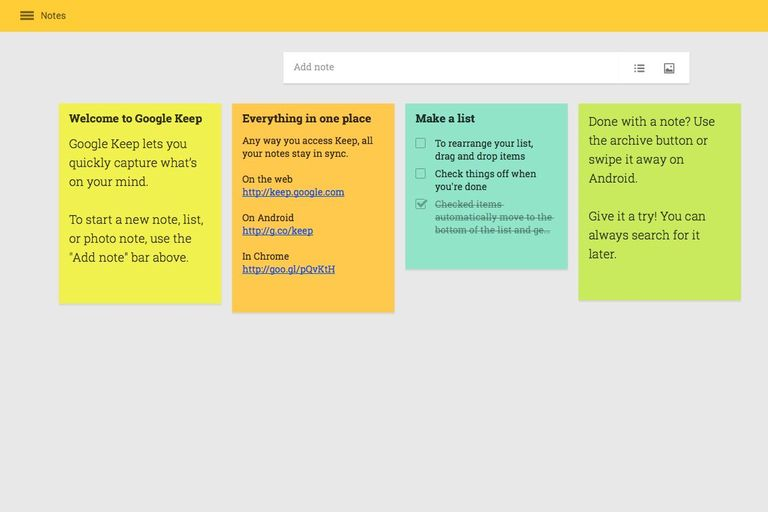 Notes
Add note
Welcome to Google Keep
Google Keep lets you
quickly capture what's
on your mind.
To start a new note, list,
or photo note, use the
"Add note" bar above.
Everything in one place
Any way you access Keep, all
your notes stay in sync.
On the web
http://keep.google.com
On Android
http://g.co/keep
In Chrome
http://goo.gl/pQvKtH
Make a list
To rearrange your list,
drag and drop items
Check things off when
you're done
Checked items
automatically move to the
bottom of the list and ge...
Done with a note? Use
the archive button or
swipe it away on
Android.
Give it a try! You can
always search for it
later.